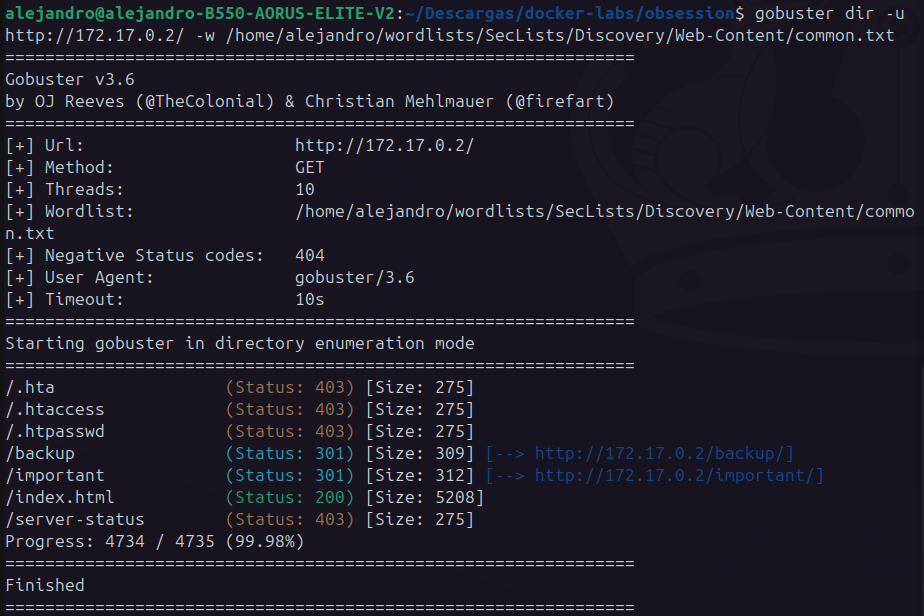 alejandro@alejandro-B550-AORUS-ELITE-V2:~/Descargas/docker-labs/obsession$ gobuster dir -u
http://172.17.0.2/ -w /home/alejandro/wordlists/SecLists/Discovery/Web-Content/common.txt
===============================================================
Gobuster v3.6
by OJ Reeves (@TheColonial) & Christian Mehlmauer (@firefart)
===============================================================
[+] Url:                     http://172.17.0.2/
[+] Method:                  GET
[+] Threads:                 10
[+] Wordlist:                /home/alejandro/wordlists/SecLists/Discovery/Web-Content/commo
n.txt
[+] Negative Status codes:   404
[+] User Agent:              gobuster/3.6
[+] Timeout:                 10s
===============================================================
Starting gobuster in directory enumeration mode
===============================================================
/.hta                 (Status: 403) [Size: 275]
/.htaccess            (Status: 403) [Size: 275]
/.htpasswd            (Status: 403) [Size: 275]
/backup               (Status: 301) [Size: 309] [--> http://172.17.0.2/backup/]
/important            (Status: 301) [Size: 312] [--> http://172.17.0.2/important/]
/index.html           (Status: 200) [Size: 5208]
/server-status        (Status: 403) [Size: 275]
Progress: 4734 / 4735 (99.98%)
===============================================================
Finished
===============================================================